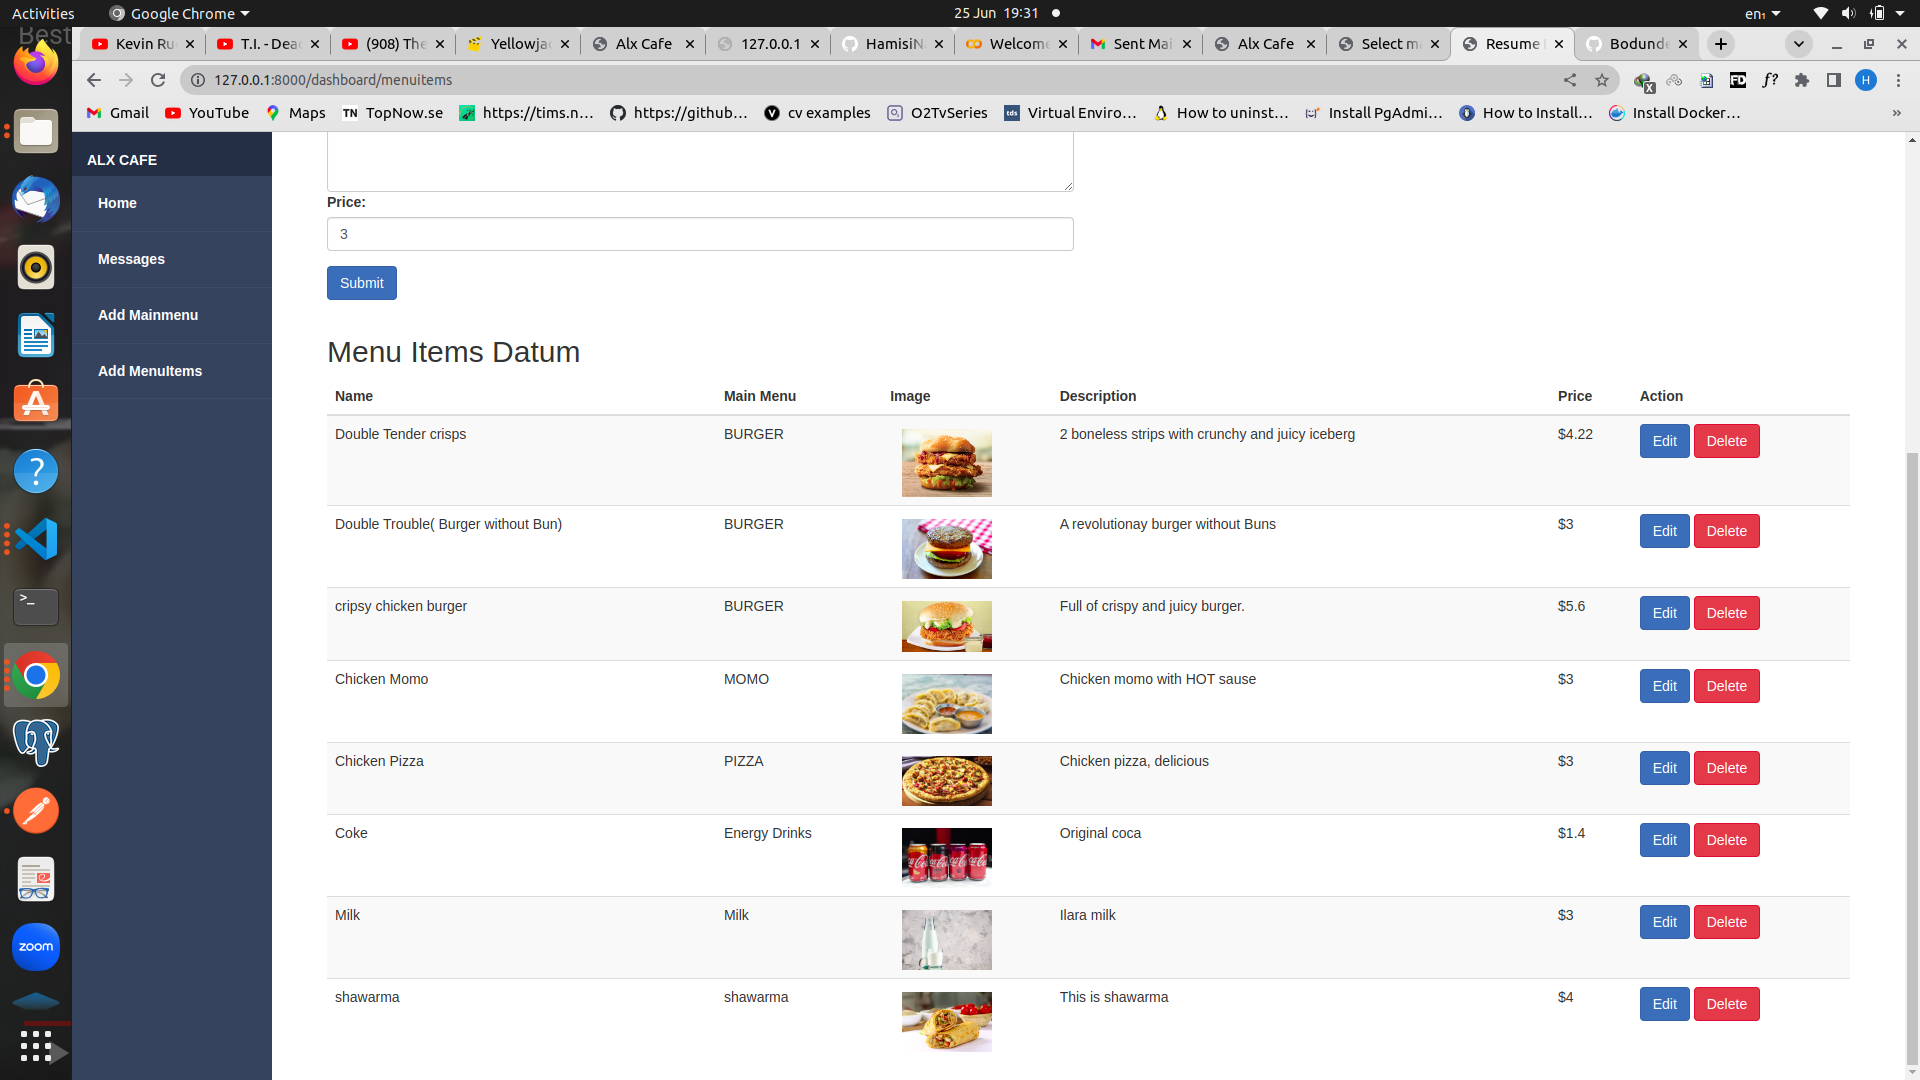 Activities Google Chrome 25 Jun 19:31 en₁
Best
Kevin Ru T.I. - Dead (908) The Yellowja Alx Cafe 127.0.0.1 HamisiN Welcome Sent Mai Alx Cafe Select m Resume Bodunde
127.0.0.1:8000/dashboard/menuitems FD ƒ? H
Gmail YouTube Maps TN TopNow.se https://tims.n... https://github... cv examples O2TvSeries tds Virtual Enviro... How to uninst... Install PgAdmi... How to Install... Install Docker... »
ALX CAFE
Home
Messages
Add Mainmenu
Add MenuItems
Price:
3
Submit
Menu Items Datum
Name Main Menu Image Description Price Action
Double Tender crisps BURGER 2 boneless strips with crunchy and juicy iceberg $4.22 Edit Delete
Double Trouble( Burger without Bun) BURGER A revolutionay burger without Buns $3 Edit Delete
cripsy chicken burger BURGER Full of crispy and juicy burger. $5.6 Edit Delete
Chicken Momo MOMO Chicken momo with HOT sause $3 Edit Delete
Chicken Pizza PIZZA Chicken pizza, delicious $3 Edit Delete
Coke Energy Drinks Original coca $1.4 Edit Delete
Milk Milk Ilara milk $3 Edit Delete
shawarma shawarma This is shawarma $4 Edit Delete
zoom